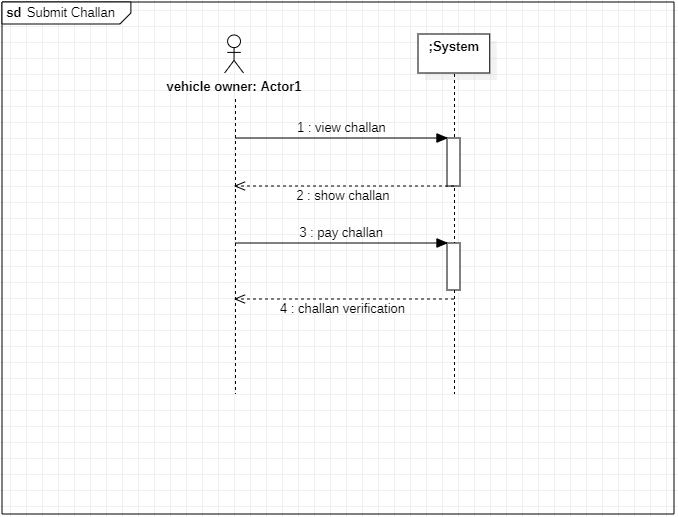 sd Submit Challan
;System
vehicle owner: Actor1
1 : view challan
2 : show challan
3 : pay challan
4 : challan verification